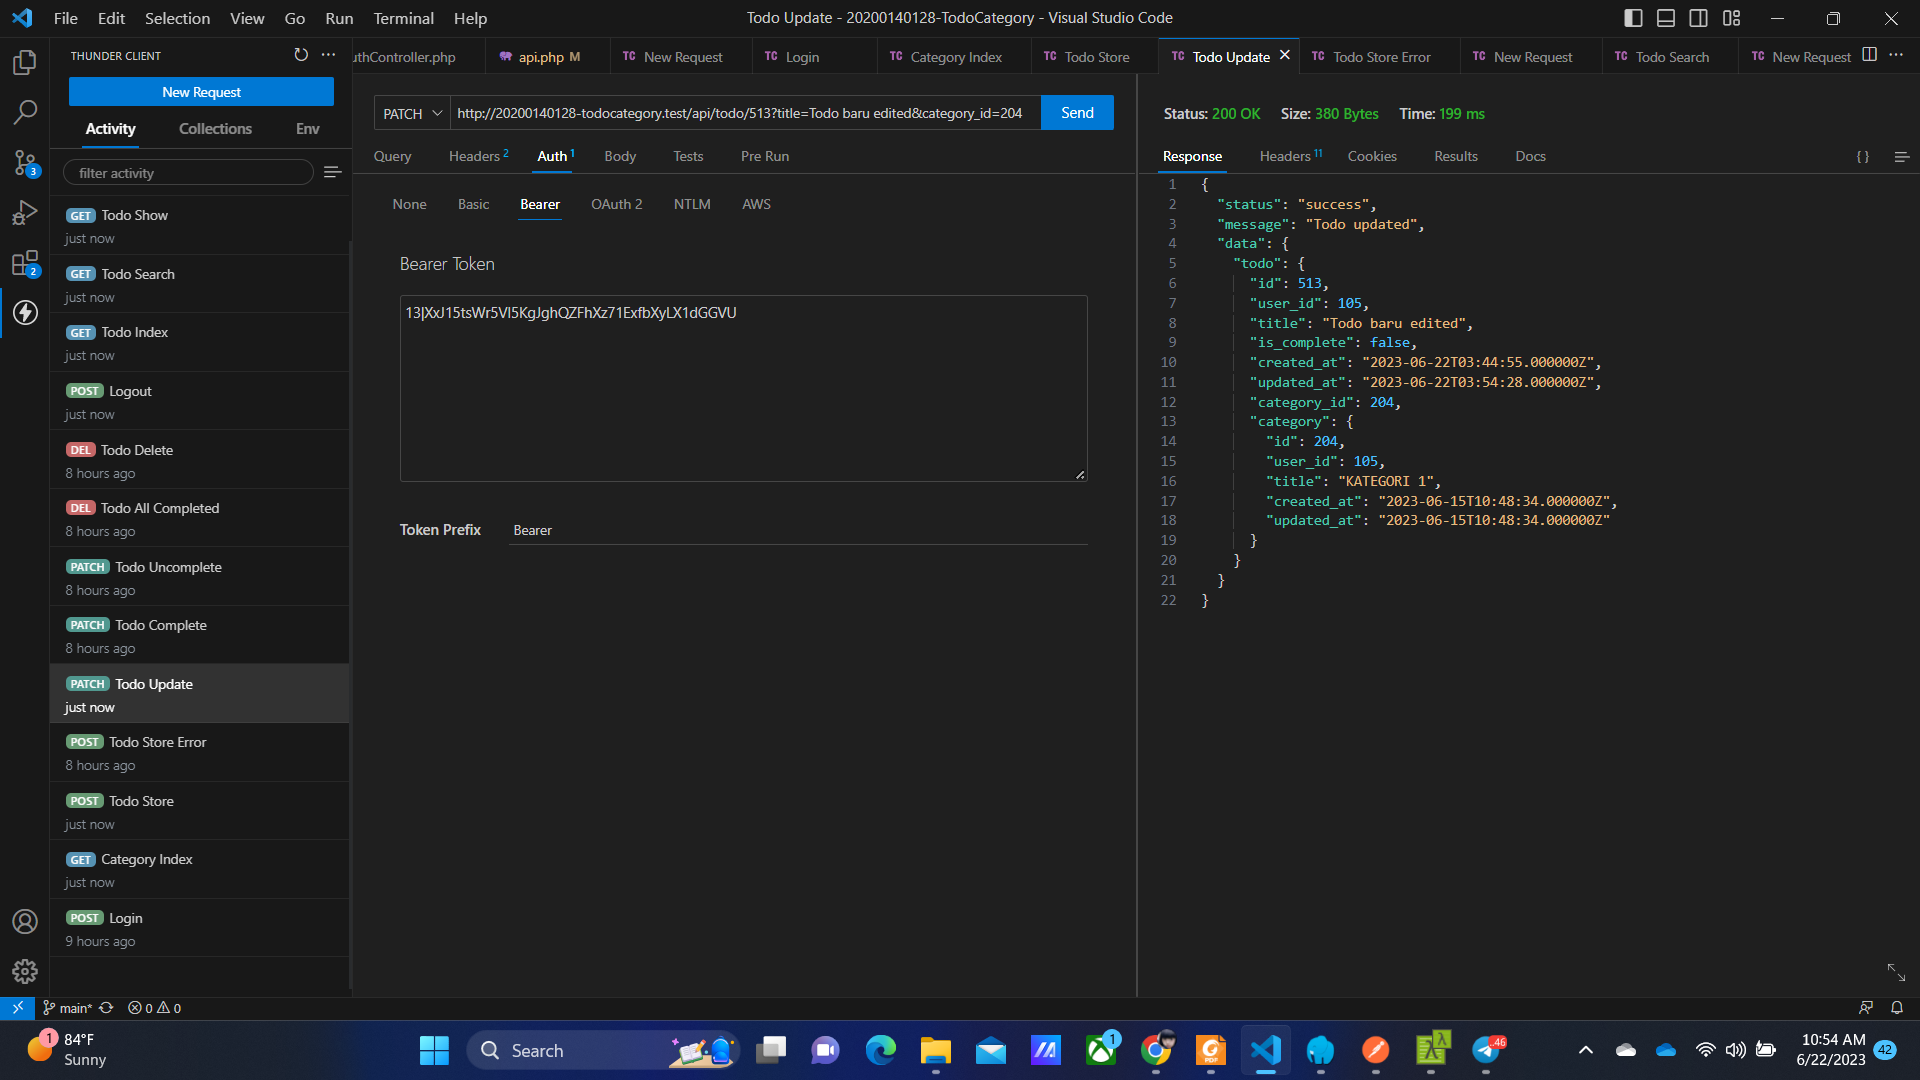 File Edit Selection View Go Run Terminal Help
Todo Update - 20200140128-TodoCategory - Visual Studio Code
THUNDER CLIENT
New Request
Activity Collections Env
filter activity
GET Todo Show
just now
GET Todo Search
just now
GET Todo Index
just now
POST Logout
just now
DEL Todo Delete
8 hours ago
DEL Todo All Completed
8 hours ago
PATCH Todo Uncomplete
8 hours ago
PATCH Todo Complete
8 hours ago
PATCH Todo Update
just now
POST Todo Store Error
8 hours ago
POST Todo Store
just now
GET Category Index
just now
POST Login
9 hours ago
3
2
uthController.php api.php M TC New Request TC Login TC Category Index TC Todo Store TC Todo Update TC Todo Store Error TC New Request TC Todo Search TC New Request
PATCH http://20200140128-todocategory.test/api/todo/513?title=Todo baru edited&category_id=204 Send
Query Headers 2 Auth 1 Body Tests Pre Run
None Basic Bearer OAuth 2 NTLM AWS
Bearer Token
13|XxJ15tsWr5Vl5KgJghQZFhXz71ExfbXyLX1dGGVU
Token Prefix Bearer
Status: 200 OK Size: 380 Bytes Time: 199 ms
Response Headers 11 Cookies Results Docs { }
1 {
2 "status": "success",
3 "message": "Todo updated",
4 "data": {
5 "todo": {
6 "id": 513,
7 "user_id": 105,
8 "title": "Todo baru edited",
9 "is_complete": false,
10 "created_at": "2023-06-22T03:44:55.000000Z",
11 "updated_at": "2023-06-22T03:54:28.000000Z",
12 "category_id": 204,
13 "category": {
14 "id": 204,
15 "user_id": 105,
16 "title": "KATEGORI 1",
17 "created_at": "2023-06-15T10:48:34.000000Z",
18 "updated_at": "2023-06-15T10:48:34.000000Z"
19 }
20 }
21 }
22 }
main* 0 0
1 84°F
Sunny
Search
1
PDF
46
10:54 AM
6/22/2023
42